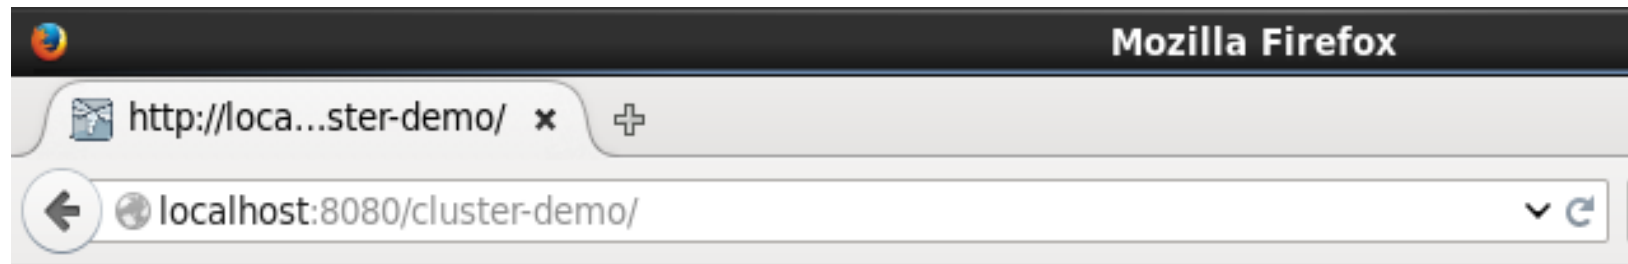 Mozilla Firefox
http://loca...ster-demo/
localhost:8080/cluster-demo/